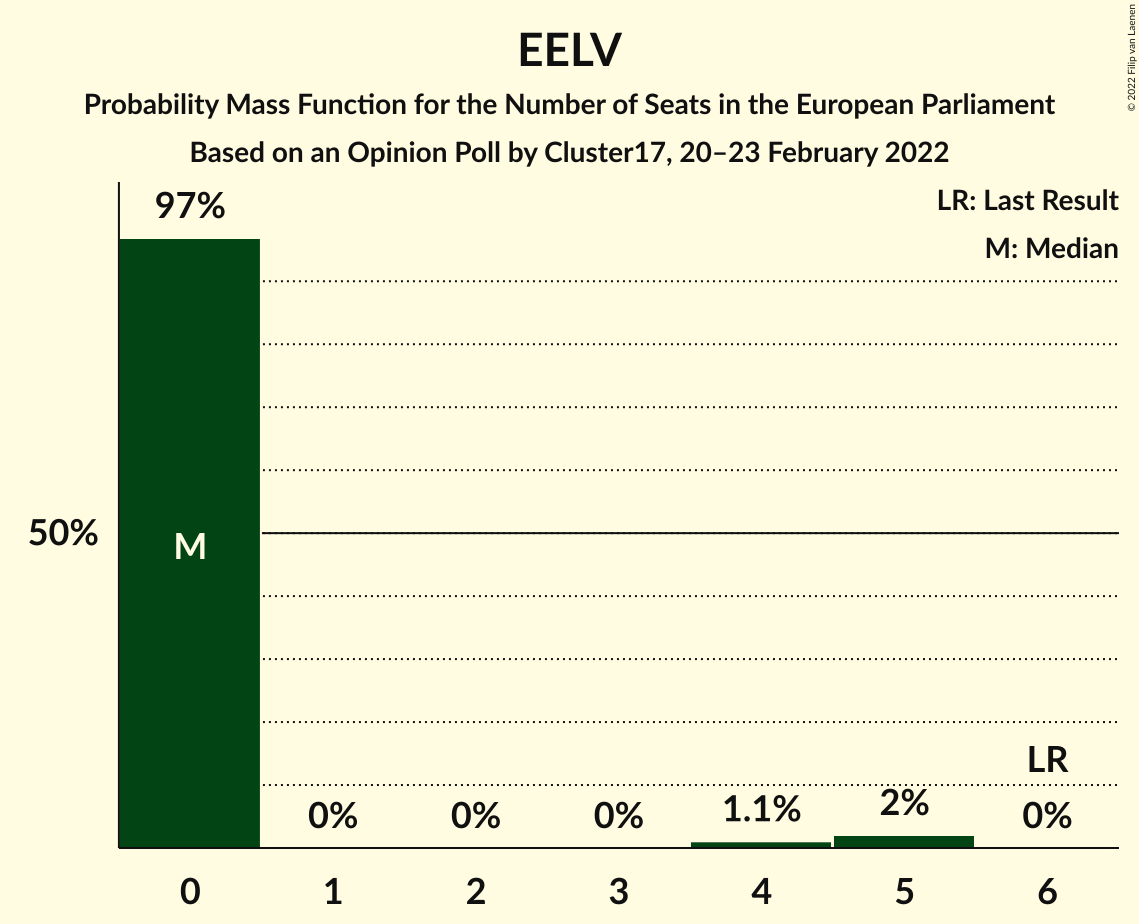 EELV
Probability Mass Function for the Number of Seats in the European Parliament
Based on an Opinion Poll by Cluster17, 20–23 February 2022
© 2022 Filip van Laenen
LR: Last Result
M: Median
97%
50%
M
LR
0%
0%
0%
1.1%
2%
0%
0 1 2 3 4 5 6